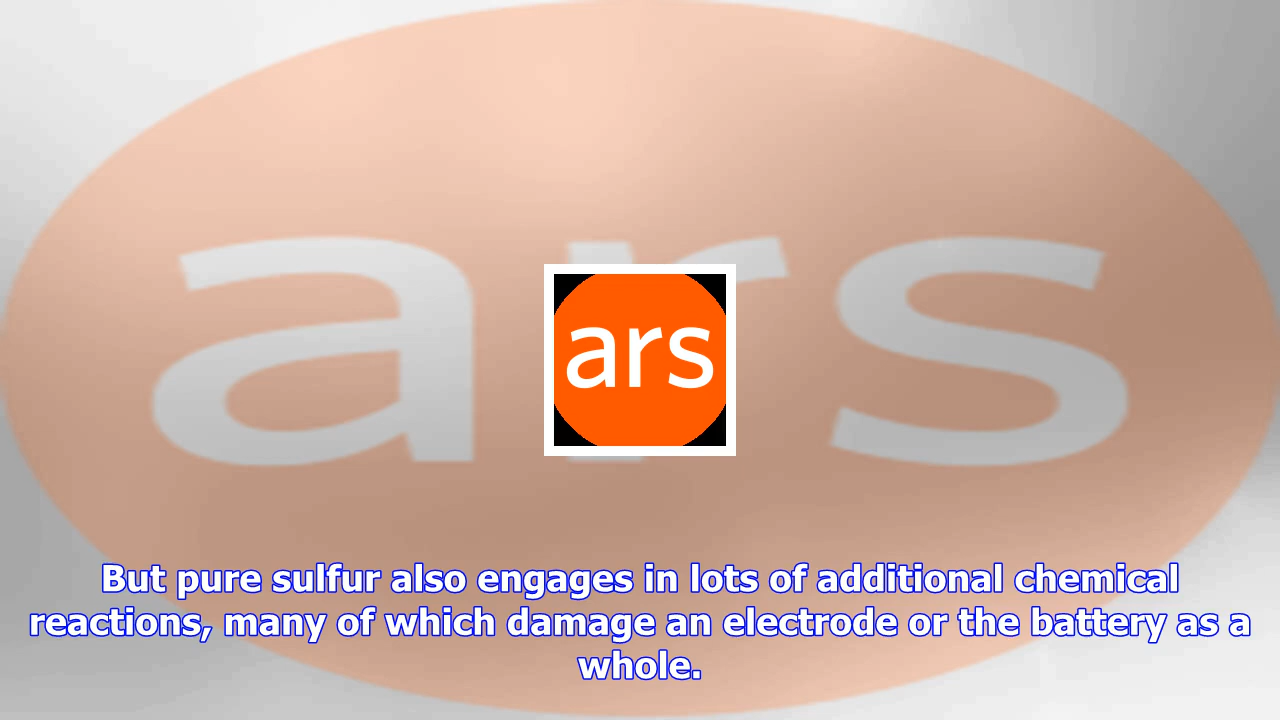 ars
ars
But pure sulfur also engages in lots of additional chemical
reactions, many of which damage an electrode or the battery as a
whole.